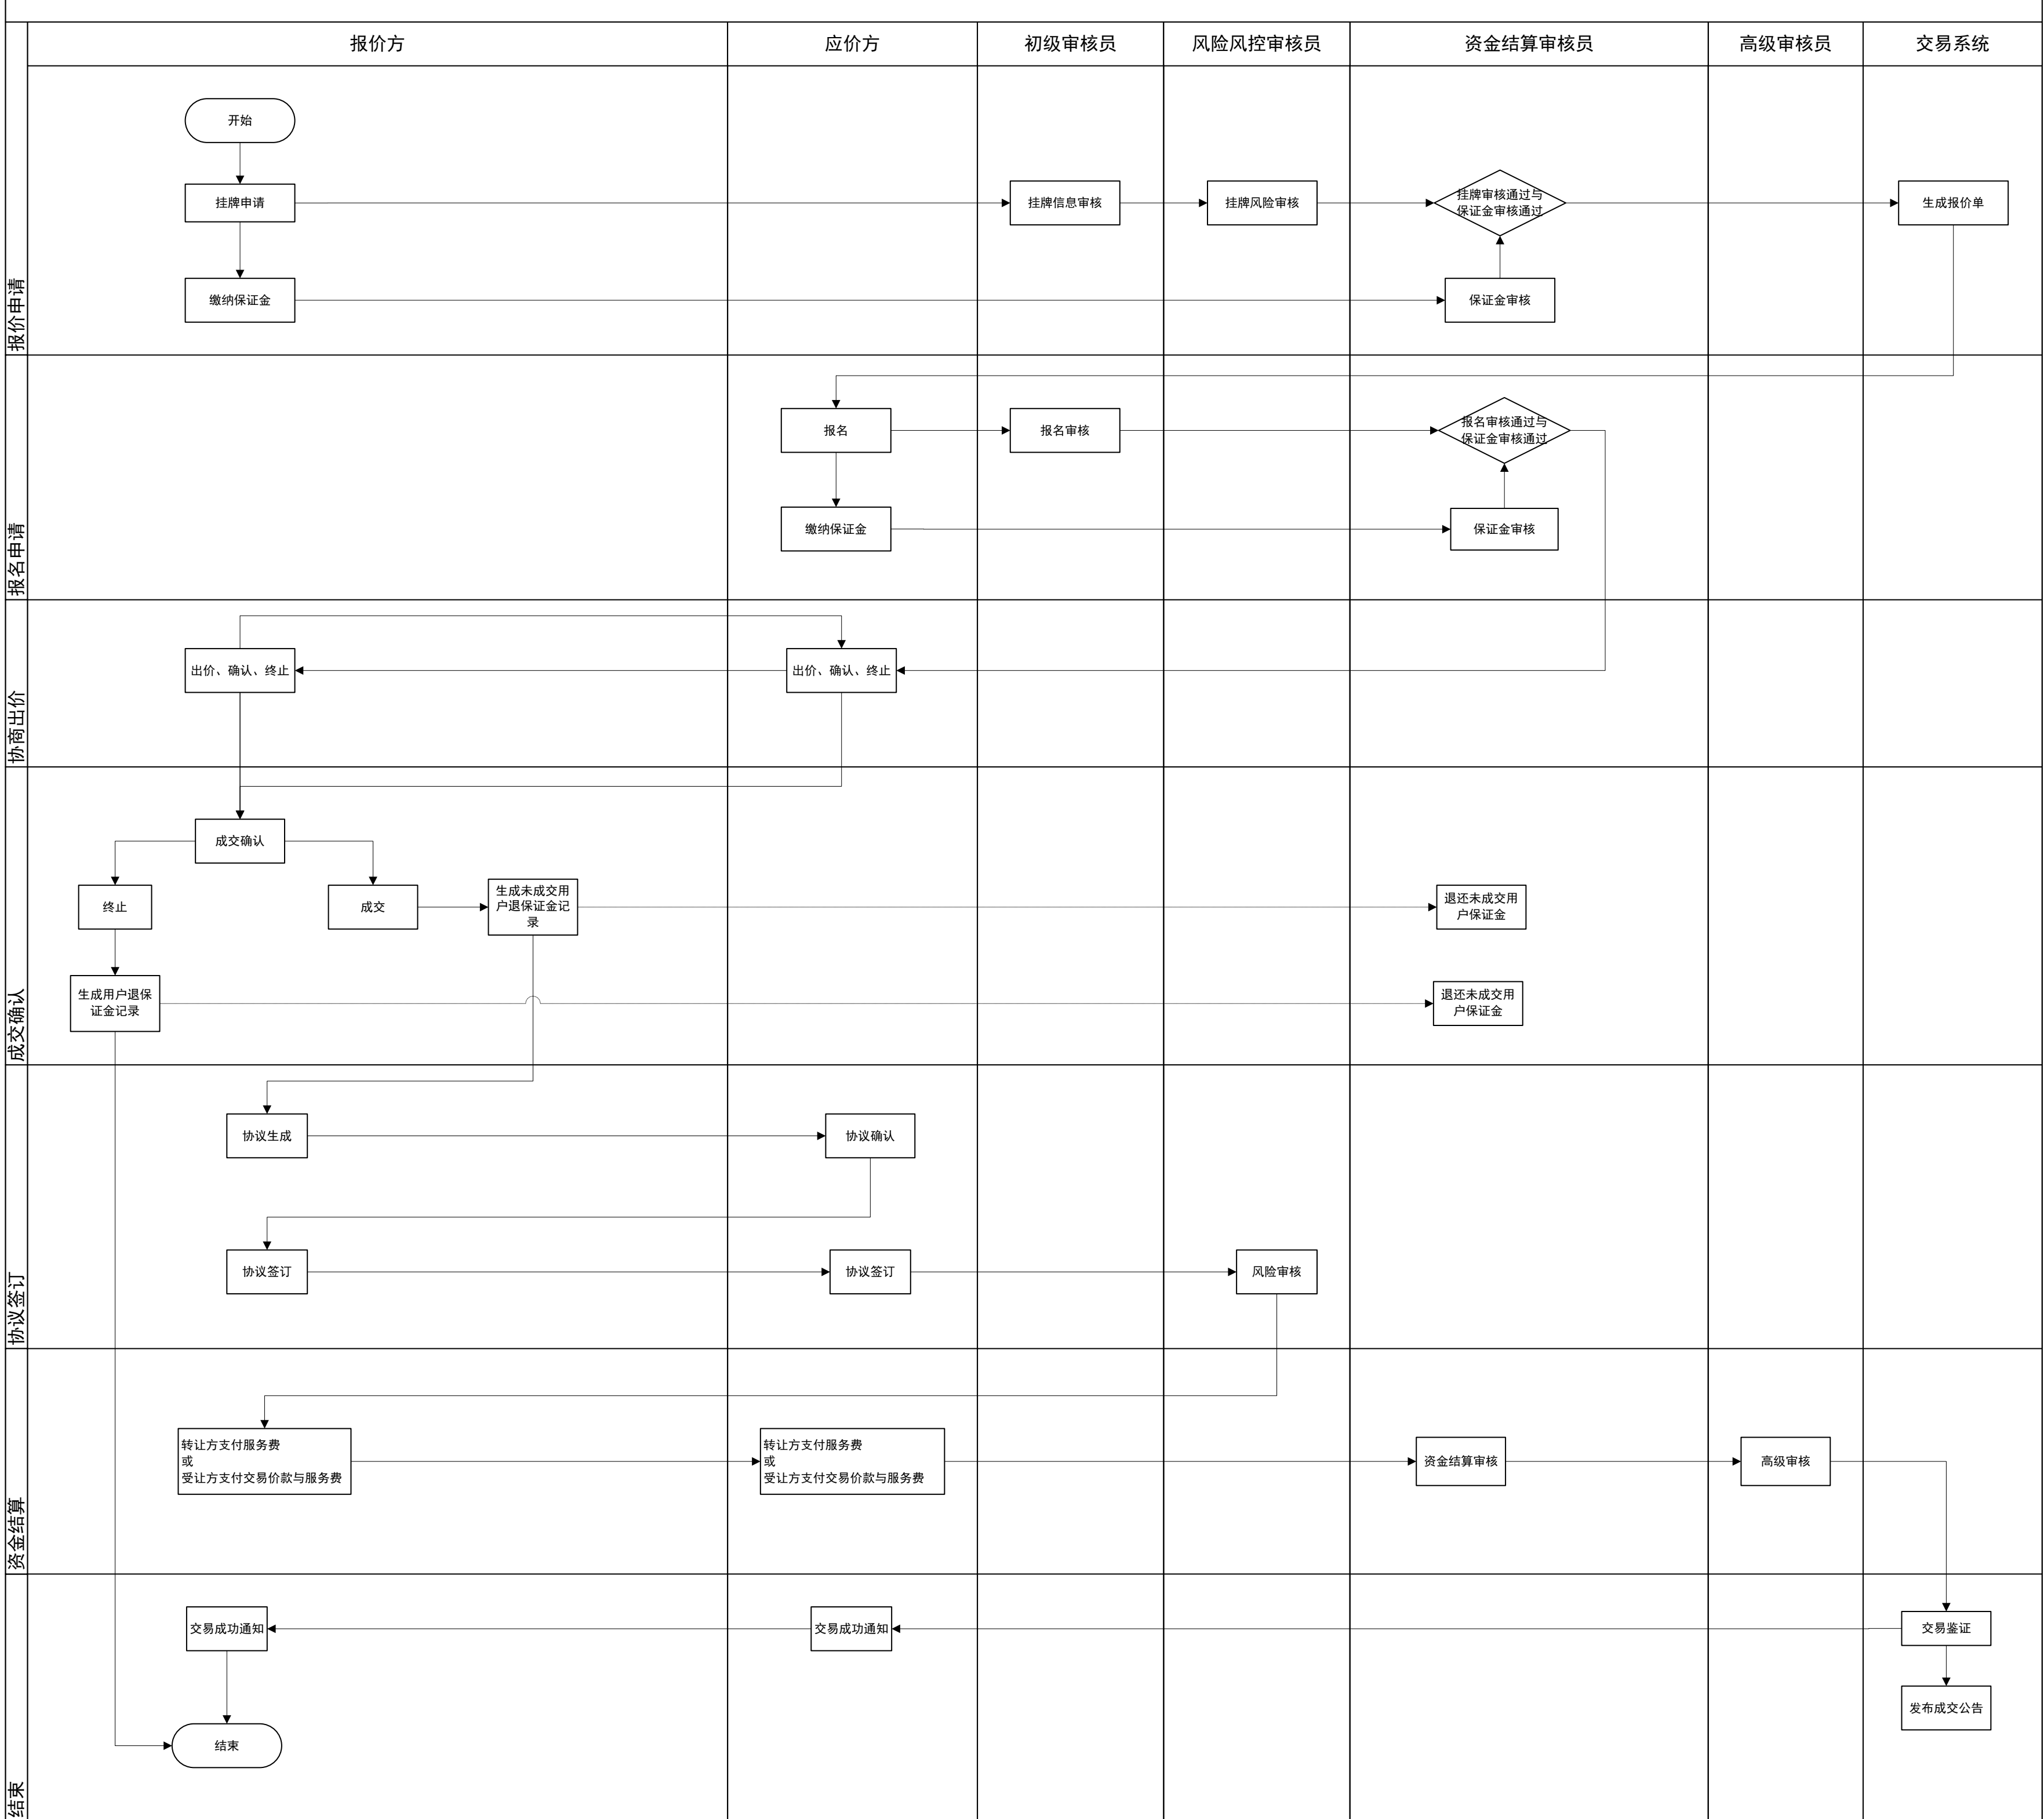 报价方
应价方
初级审核员
风险风控审核员
资金结算审核员
高级审核员
交易系统
报价申请
开始
挂牌申请
挂牌信息审核
挂牌风险审核
挂牌审核通过与
保证金审核通过
生成报价单
缴纳保证金
保证金审核
报名申请
报名
报名审核
报名审核通过与
保证金审核通过
缴纳保证金
保证金审核
协商出价
出价、确认、终止
出价、确认、终止
成交确认
成交确认
终止
成交
生成未成交用
户退保证金记
录
退还未成交用
户保证金
生成用户退保
证金记录
退还未成交用
户保证金
协议签订
协议生成
协议确认
协议签订
协议签订
风险审核
资金结算
转让方支付服务费
或
受让方支付交易价款与服务费
转让方支付服务费
或
受让方支付交易价款与服务费
资金结算审核
高级审核
结束
交易成功通知
交易成功通知
交易鉴证
发布成交公告
结束